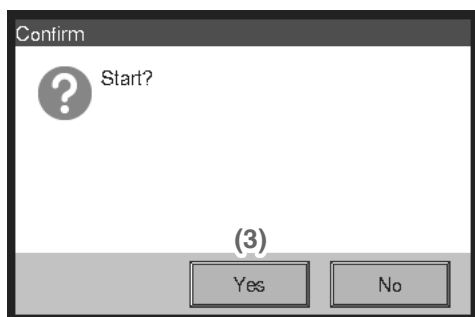 Confirm
Start?
(3)
Yes
No